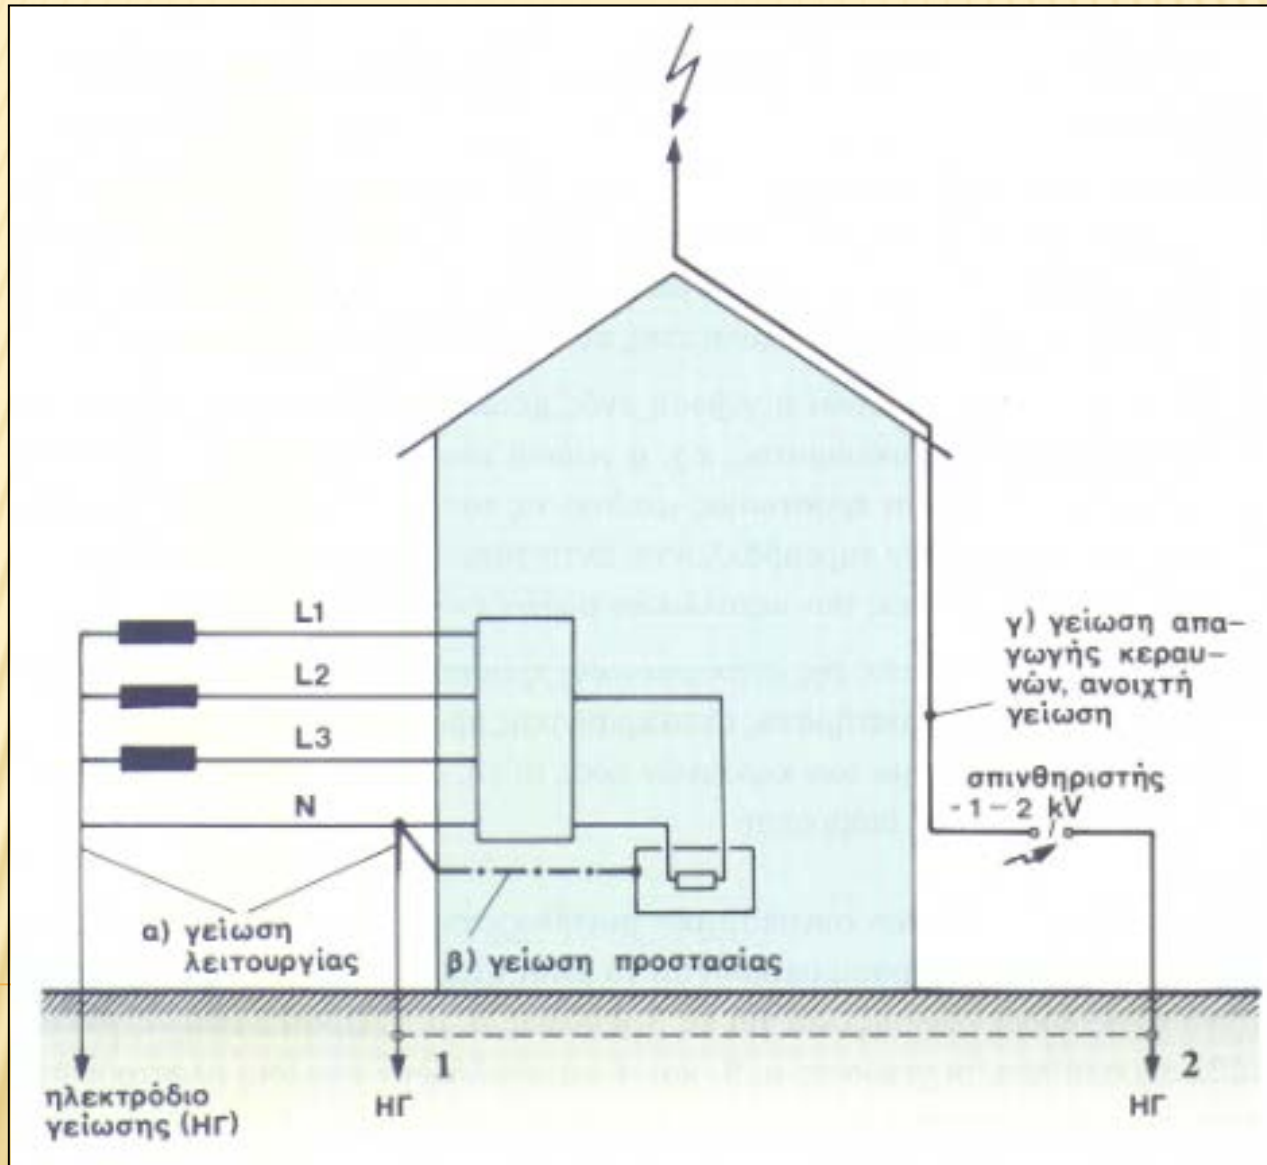 L1
L2
L3
N
γ) γείωση απα-
γωγής κεραυ-
νών, ανοιχτή
γείωση
σπινθηριστής
-1– 2 kV
α) γείωση
λειτουργίας
β) γείωση προστασίας
1
2
ηλεκτρόδιο
γείωσης (ΗΓ)
ΗΓ
ΗΓ